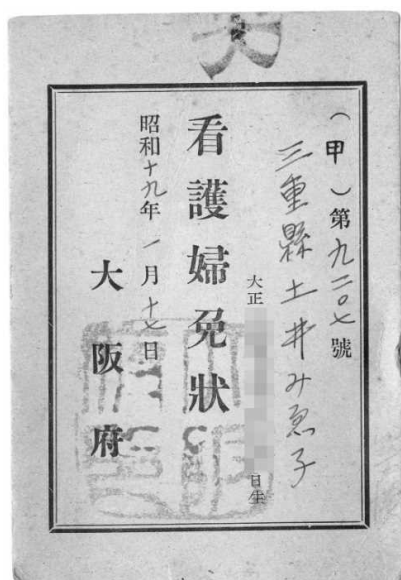 （甲）第九二〇七號
三重縣 土井みゑ子
大正 日生
看護婦免狀
昭和十九年一月十七日
大阪府